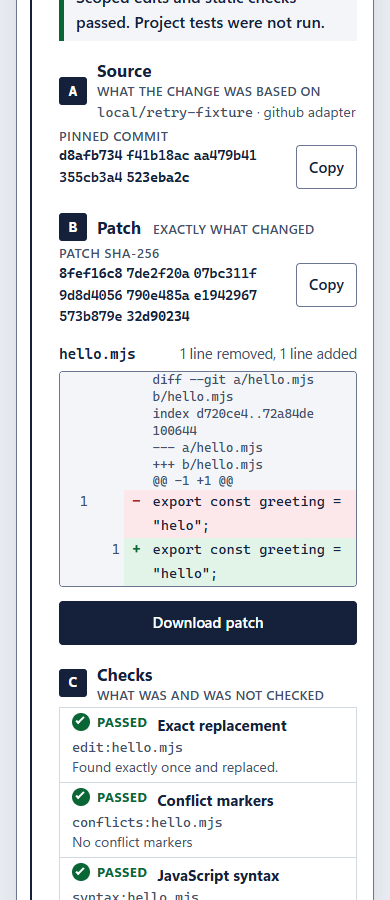 Scoped edits and static checks
passed. Project tests were not run.
A
Source
WHAT THE CHANGE WAS BASED ON
local/retry-fixture · github adapter
PINNED COMMIT
d8afb734 f41b18ac aa479b41
355cb3a4 523eba2c
Copy
B
Patch EXACTLY WHAT CHANGED
PATCH SHA-256
8fef16c8 7de2f20a 07bc311f
9d8d4056 790e485a e1942967
573b879e 32d90234
Copy
hello.mjs 1 line removed, 1 line added
diff --git a/hello.mjs
b/hello.mjs
index d720ce4..72a84de
100644
--- a/hello.mjs
+++ b/hello.mjs
@@ -1 +1 @@
1 − export const greeting =
"helo";
1 + export const greeting =
"hello";
Download patch
C
Checks
WHAT WAS AND WAS NOT CHECKED
PASSED Exact replacement
edit:hello.mjs
Found exactly once and replaced.
PASSED Conflict markers
conflicts:hello.mjs
No conflict markers
PASSED JavaScript syntax
syntax:hello.mjs